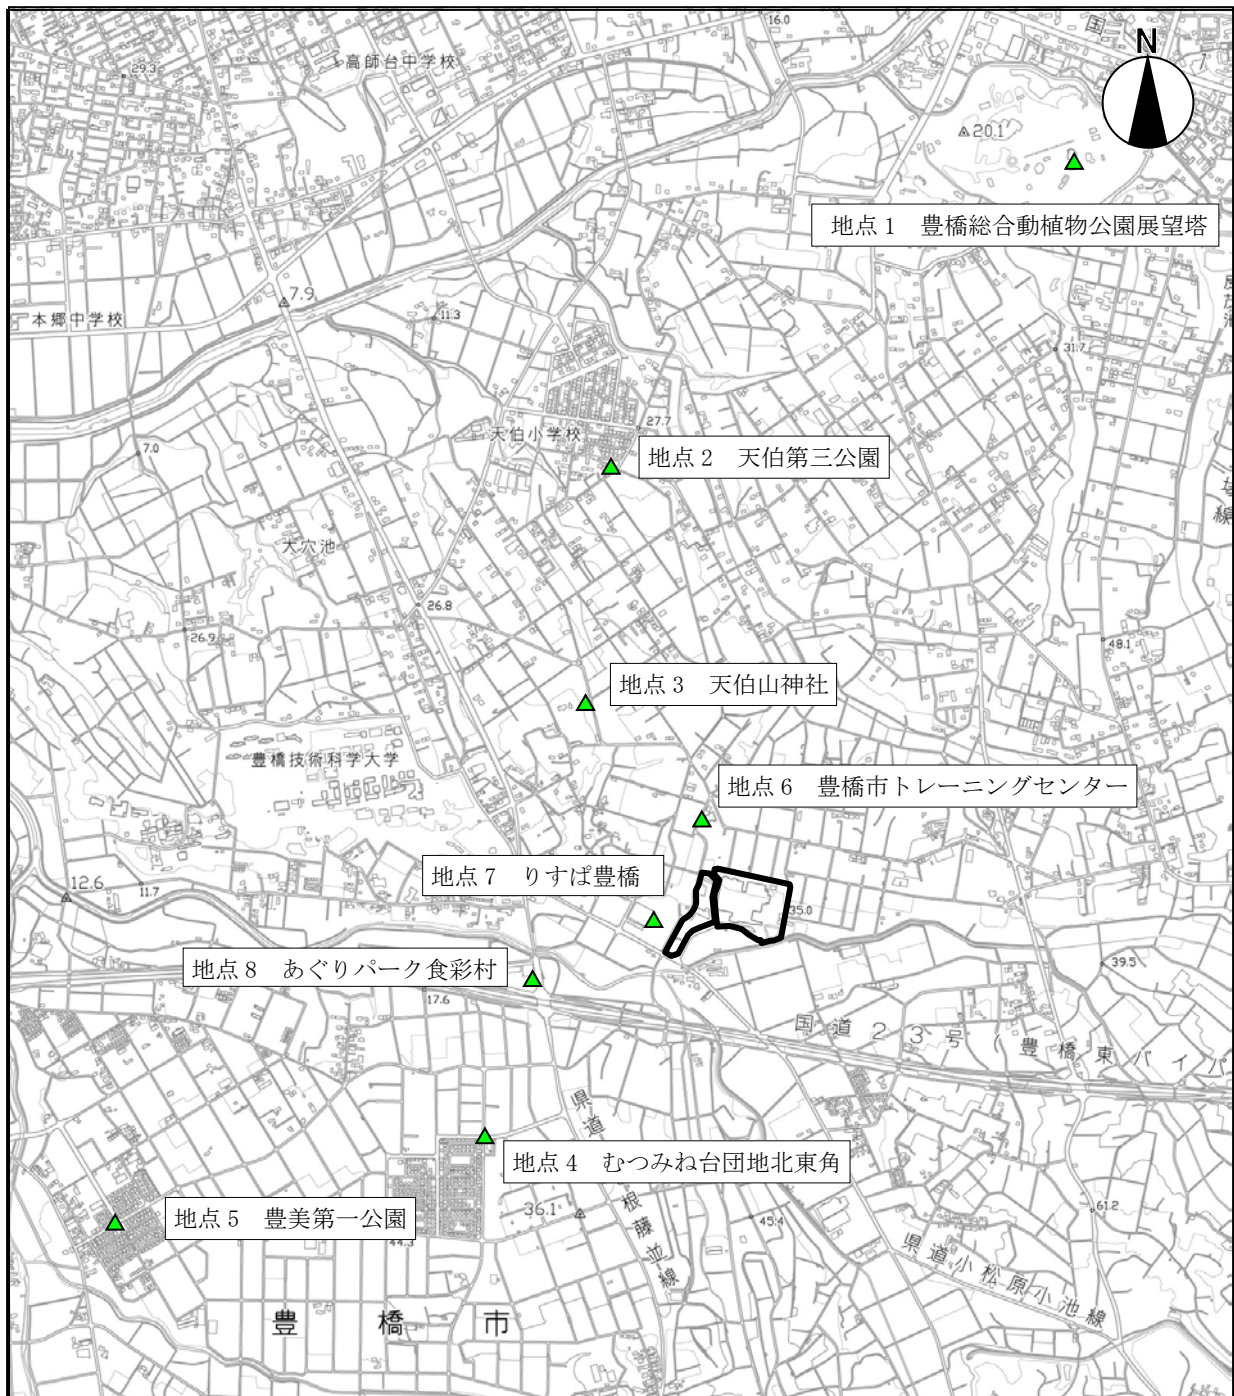 16.0
国
N
高師台中学校
29.3
20.1
地点1 豊橋総合動植物公園展望塔
7.9
11.3
本郷中学校
31.7
27.7
天伯小学校
7.0
地点2 天伯第三公園
線
大穴池
26.8
26.9
48.1
地点3 天伯山神社
豊橋技術科学大学
地点6 豊橋市トレーニングセンター
地点7 りすぱ豊橋
12.6
11.7
35.0
地点8 あぐりパーク食彩村
39.5
17.6
国道23号(豊橋東バイパ
県道
地点4 むつみね台団地北東角
根藤並線
地点5 豊美第一公園
36.1
45.4
61.2
44.3
県道小松原小池線
豊橋市